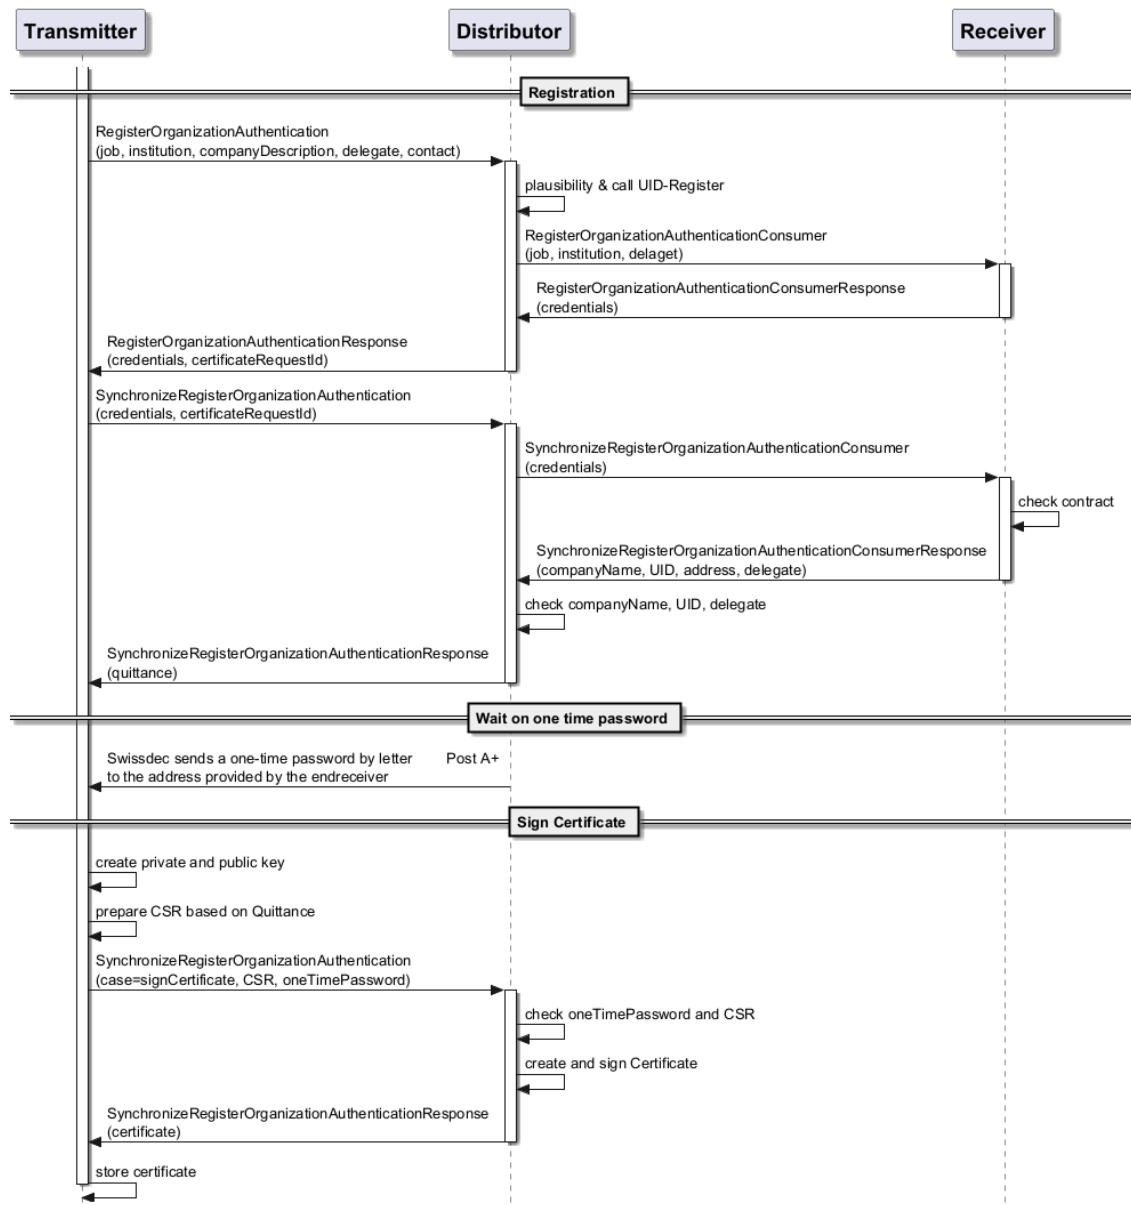 Transmitter
Distributor
Receiver
Registration
RegisterOrganizationAuthentication
(job, institution, companyDescription, delegate, contact)
plausibility & call UID-Register
RegisterOrganizationAuthenticationConsumer
(job, institution, delaget)
RegisterOrganizationAuthenticationConsumerResponse
(credentials)
RegisterOrganizationAuthenticationResponse
(credentials, certificateRequestId)
SynchronizeRegisterOrganizationAuthentication
(credentials, certificateRequestId)
SynchronizeRegisterOrganizationAuthenticationConsumer
(credentials)
check contract
SynchronizeRegisterOrganizationAuthenticationConsumerResponse
(companyName, UID, address, delegate)
check companyName, UID, delegate
SynchronizeRegisterOrganizationAuthenticationResponse
(quittance)
Wait on one time password
Swissdec sends a one-time password by letter Post A+
to the address provided by the endreceiver
Sign Certificate
create private and public key
prepare CSR based on Quittance
SynchronizeRegisterOrganizationAuthentication
(case=signCertificate, CSR, oneTimePassword)
check oneTimePassword and CSR
create and sign Certificate
SynchronizeRegisterOrganizationAuthenticationResponse
(certificate)
store certificate